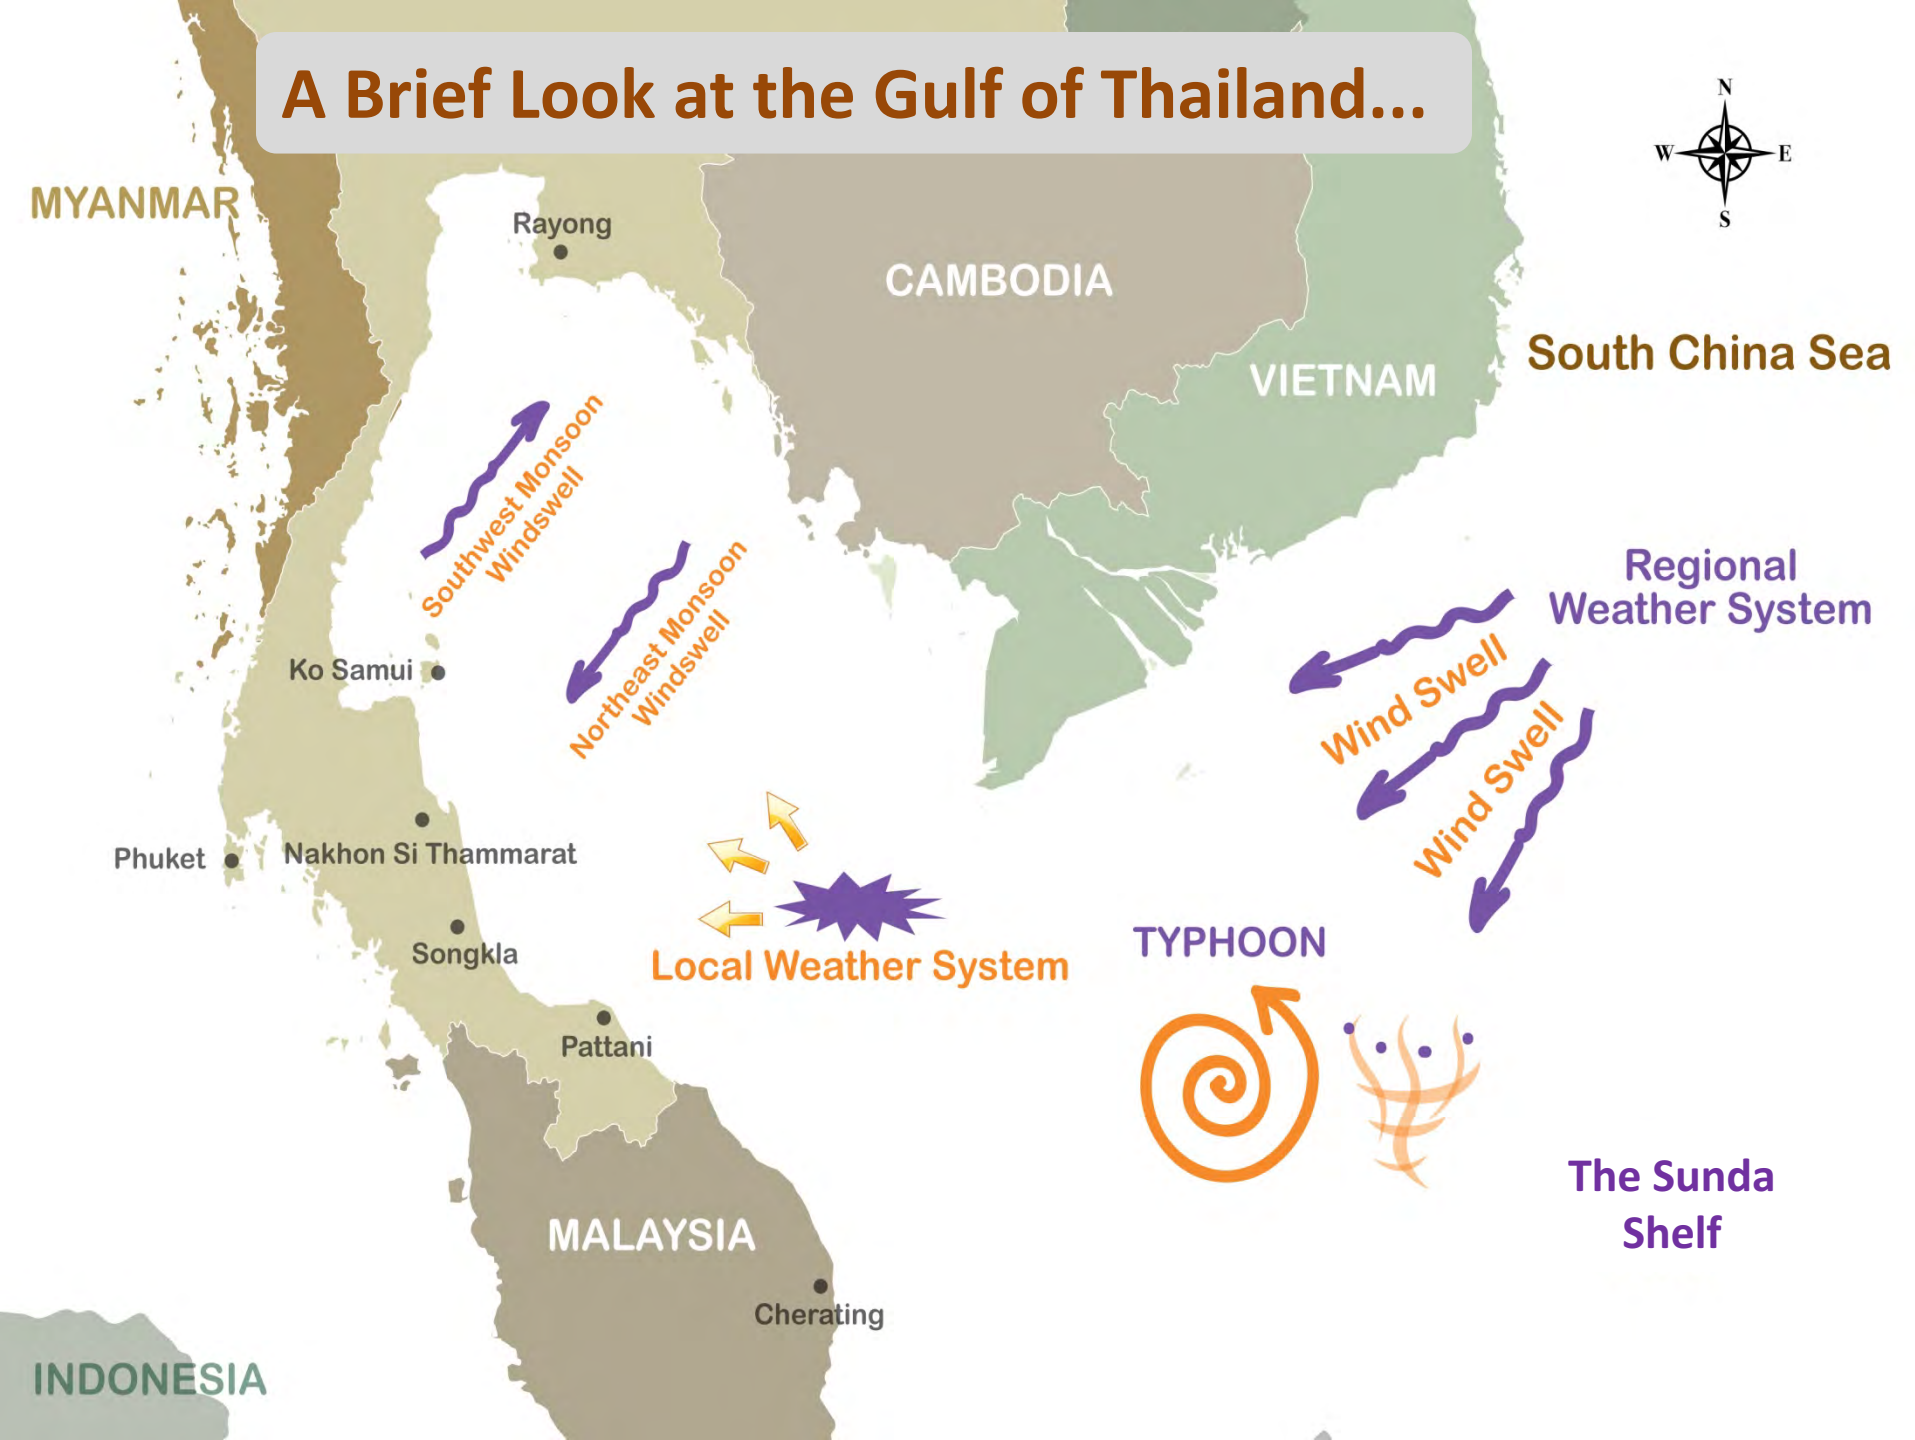 A Brief Look at the Gulf of Thailand...
N
W
E
S
MYANMAR
Rayong
CAMBODIA
South China Sea
VIETNAM
Southwest Monsoon
Windswell
Northeast Monsoon
Windswell
Regional
Weather System
Wind Swell
Wind Swell
Ko Samui
Phuket
Nakhon Si Thammarat
Songkla
Local Weather System
TYPHOON
Pattani
The Sunda
Shelf
MALAYSIA
Cherating
INDONESIA